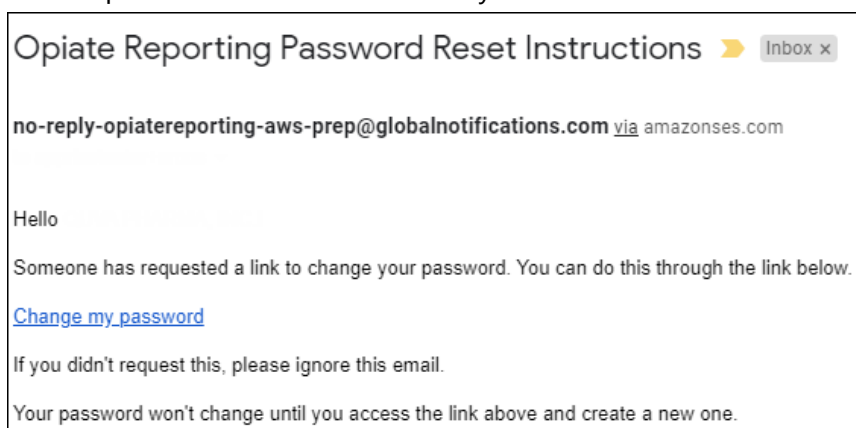 Opiate Reporting Password Reset Instructions Inbox x
no-reply-opiatereporting-aws-prep@globalnotifications.com via amazonses.com
Hello
Someone has requested a link to change your password. You can do this through the link below.
Change my password
If you didn't request this, please ignore this email.
Your password won't change until you access the link above and create a new one.